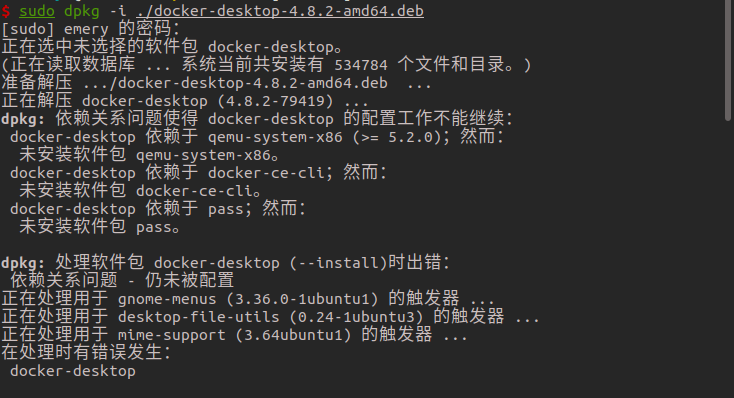 $ sudo dpkg -i ./docker-desktop-4.8.2-amd64.deb
[sudo] emery 的密码：
正在选中未选择的软件包 docker-desktop。
(正在读取数据库 ... 系统当前共安装有 534784 个文件和目录。)
准备解压 .../docker-desktop-4.8.2-amd64.deb  ...
正在解压 docker-desktop (4.8.2-79419) ...
dpkg: 依赖关系问题使得 docker-desktop 的配置工作不能继续：
 docker-desktop 依赖于 qemu-system-x86 (>= 5.2.0)；然而：
  未安装软件包 qemu-system-x86。
 docker-desktop 依赖于 docker-ce-cli；然而：
  未安装软件包 docker-ce-cli。
 docker-desktop 依赖于 pass；然而：
  未安装软件包 pass。

dpkg: 处理软件包 docker-desktop (--install)时出错：
 依赖关系问题 - 仍未被配置
正在处理用于 gnome-menus (3.36.0-1ubuntu1) 的触发器 ...
正在处理用于 desktop-file-utils (0.24-1ubuntu3) 的触发器 ...
正在处理用于 mime-support (3.64ubuntu1) 的触发器 ...
在处理时有错误发生：
 docker-desktop